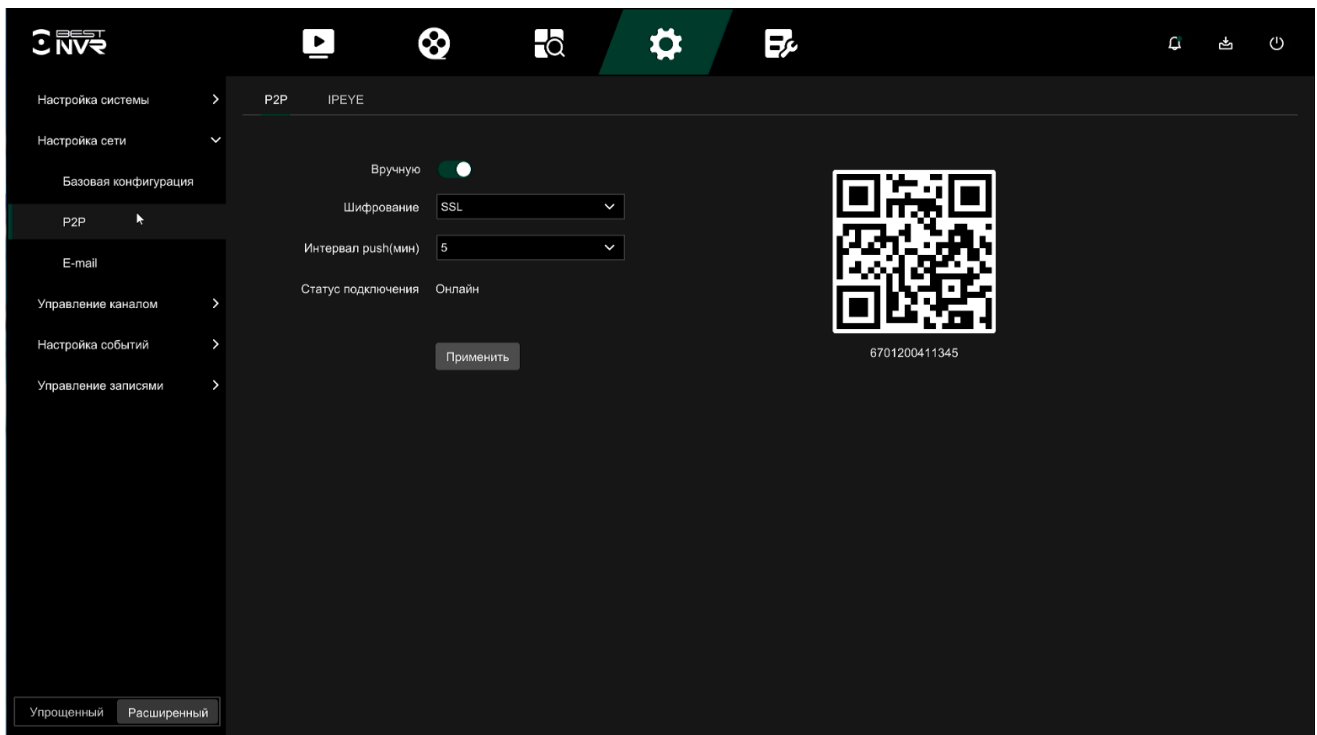 BEST
NVR
Настройка системы
P2P IPEYE
Настройка сети
Вручную
Базовая конфигурация
Шифрование SSL
P2P
Интервал push(мин) 5
E-mail
Статус подключения Онлайн
Управление каналом
Настройка событий
Применить
6701200411345
Управление записями
Упрощенный Расширенный